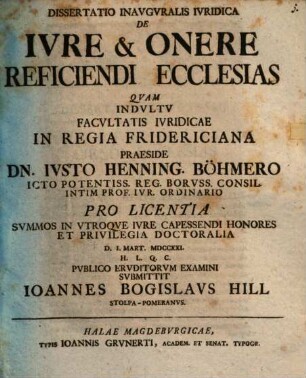 DISSERTATIO INAVGVRALIS IVRIDICA
DE
IVRE & ONERE
REFICIENDI ECCLESIAS
QVAM
INDVLTV
FACVLTATIS IVRIDICAE
IN REGIA FRIDERICIANA
PRAESIDE
DN. IVSTO HENNING. BÖHMERO
ICTO POTENTISS. REG. BORVSS. CONSIL.
INTIM PROF. IVR. ORDINARIO
PRO LICENTIA
SVMMOS IN VTROQVE IVRE CAPESSENDI HONORES
ET PRIVILEGIA DOCTORALIA
D. I. MART. MDCCXXI.
H. L. Q. C.
PVBLICO ERVDITORVM EXAMINI
SVBMITTIT
IOANNES BOGISLAVS HILL
STOLPA-POMERANVS.
HALAE MAGDEBVRGICAE,
TYPIS IOANNIS GRVNERTI, ACADEM. ET SENAT. TYPOGR.